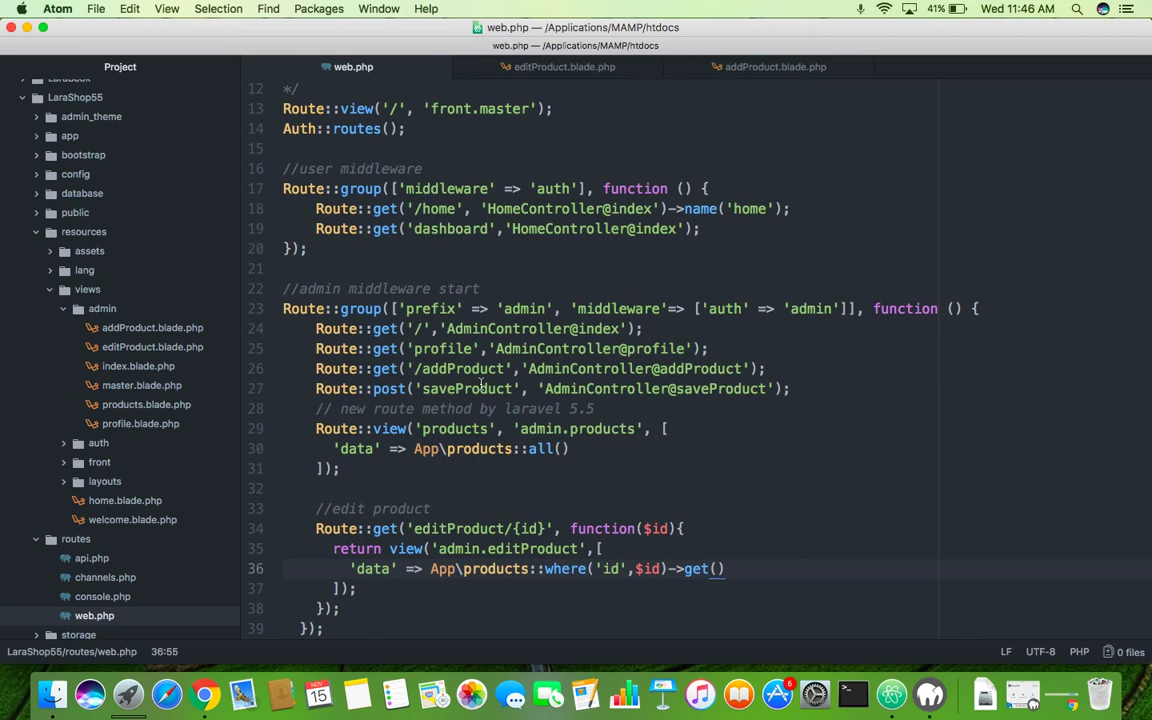 Atom File Edit View Selection Find Packages Window Help
41% Wed 11:46 AM
web.php — /Applications/MAMP/htdocs
web.php — /Applications/MAMP/htdocs
Project
web.php
editProduct.blade.php
addProduct.blade.php
LaraShop55
admin_theme
app
bootstrap
config
database
public
resources
assets
lang
views
admin
addProduct.blade.php
editProduct.blade.php
index.blade.php
master.blade.php
products.blade.php
profile.blade.php
auth
front
layouts
home.blade.php
welcome.blade.php
routes
api.php
channels.php
console.php
web.php
storage
12 */
13 Route::view('/', 'front.master');
14 Auth::routes();
15
16 //user middleware
17 Route::group(['middleware' => 'auth'], function () {
18 Route::get('/home', 'HomeController@index')->name('home');
19 Route::get('dashboard','HomeController@index');
20 });
21
22 //admin middleware start
23 Route::group(['prefix' => 'admin', 'middleware'=> ['auth' => 'admin']], function () {
24 Route::get('/','AdminController@index');
25 Route::get('profile','AdminController@profile');
26 Route::get('/addProduct','AdminController@addProduct');
27 Route::post('saveProduct', 'AdminController@saveProduct');
28 // new route method by laravel 5.5
29 Route::view('products', 'admin.products', [
30 'data' => App\products::all()
31 ]);
32
33 //edit product
34 Route::get('editProduct/{id}', function($id){
35 return view('admin.editProduct',[
36 'data' => App\products::where('id',$id)->get()
37 ]);
38 });
39 });
LaraShop55/routes/web.php 36:55
LF UTF-8 PHP 0 files
NOV
15
5